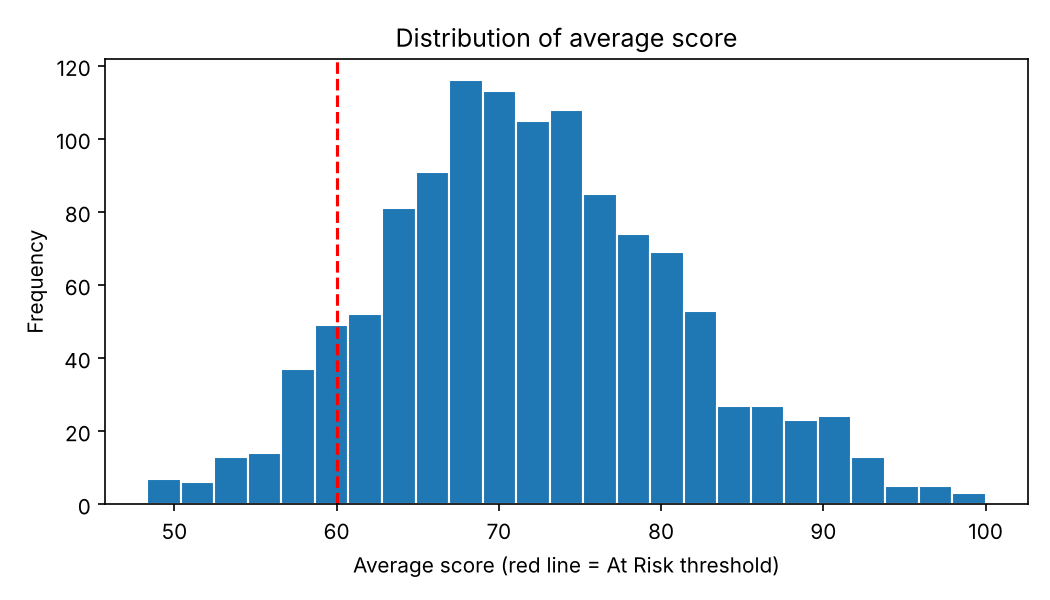 Distribution of average score
120
100
80
60
40
20
0
Frequency
50 60 70 80 90 100
Average score (red line = At Risk threshold)